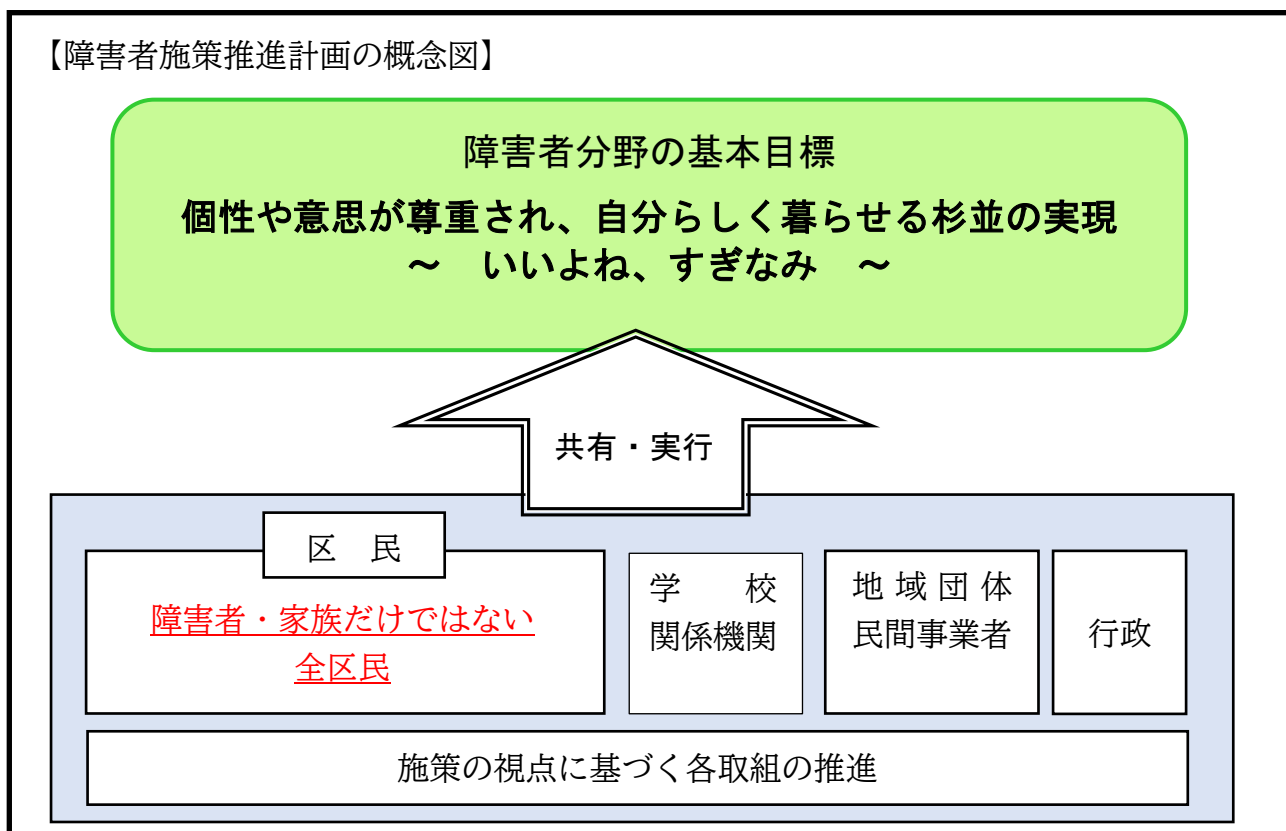 【障害者施策推進計画の概念図】
障害者分野の基本目標
個性や意思が尊重され、自分らしく暮らせる杉並の実現
～　いいよね、すぎなみ　～
共有・実行
区　民
障害者・家族だけではない
全区民
学　　校
関係機関
地 域 団 体
民間事業者
行政
施策の視点に基づく各取組の推進